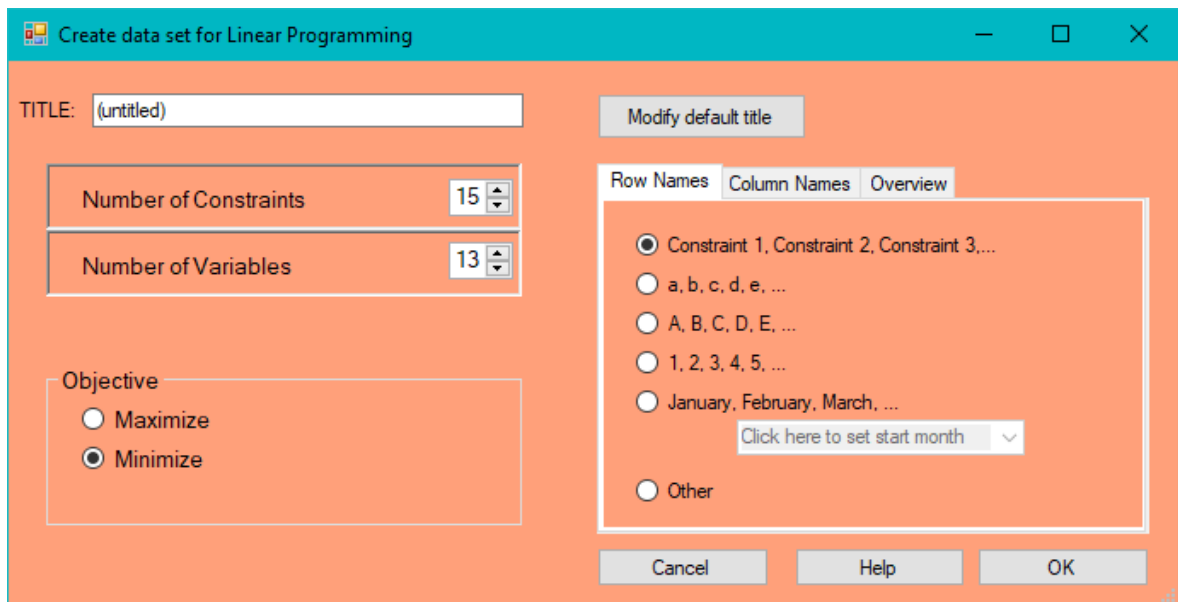 Create data set for Linear Programming
TITLE: (untitled)
Modify default title
Number of Constraints 15
Number of Variables 13
Objective
Maximize
Minimize
Row Names Column Names Overview
Constraint 1, Constraint 2, Constraint 3,...
a, b, c, d, e, ...
A, B, C, D, E, ...
1, 2, 3, 4, 5, ...
January, February, March, ...
Click here to set start month
Other
Cancel Help OK